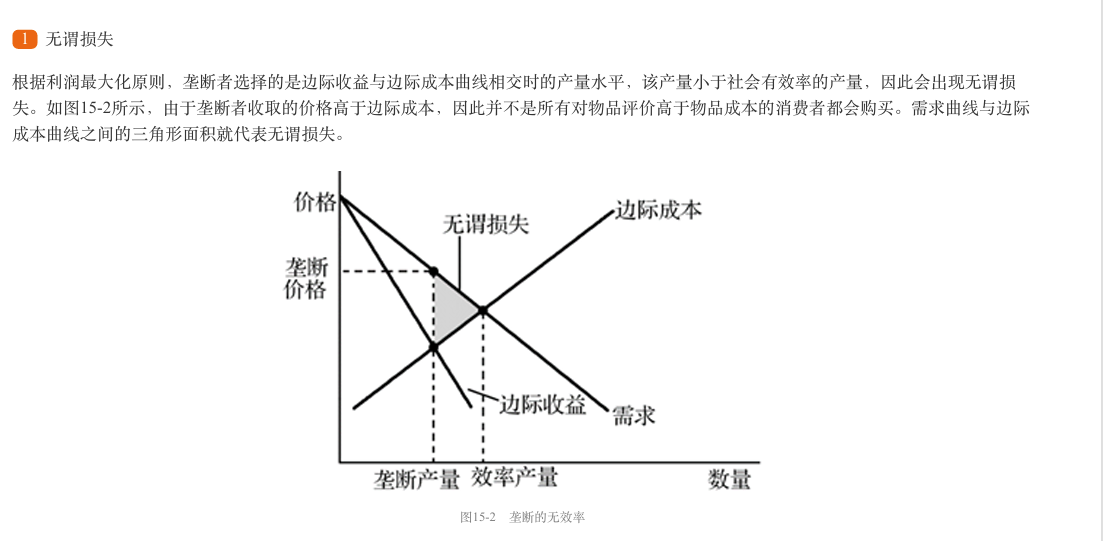 1 无谓损失
根据利润最大化原则，垄断者选择的是边际收益与边际成本曲线相交时的产量水平，该产量小于社会有效率的产量，因此会出现无谓损
失。如图15-2所示，由于垄断者收取的价格高于边际成本，因此并不是所有对物品评价高于物品成本的消费者都会购买。需求曲线与边际
成本曲线之间的三角形面积就代表无谓损失。
价格
边际成本
无谓损失
垄断
价格
边际收益
需求
垄断产量
效率产量
数量
图15-2 垄断的无效率